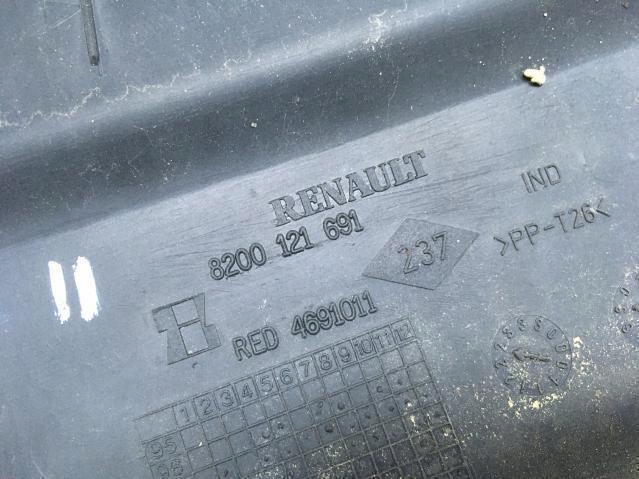 RENAULT
8200 121 691
IND
237
>PP-T26<
RED 4691011
1 2 3 4 5 6 7 8 9 10 11 12
95